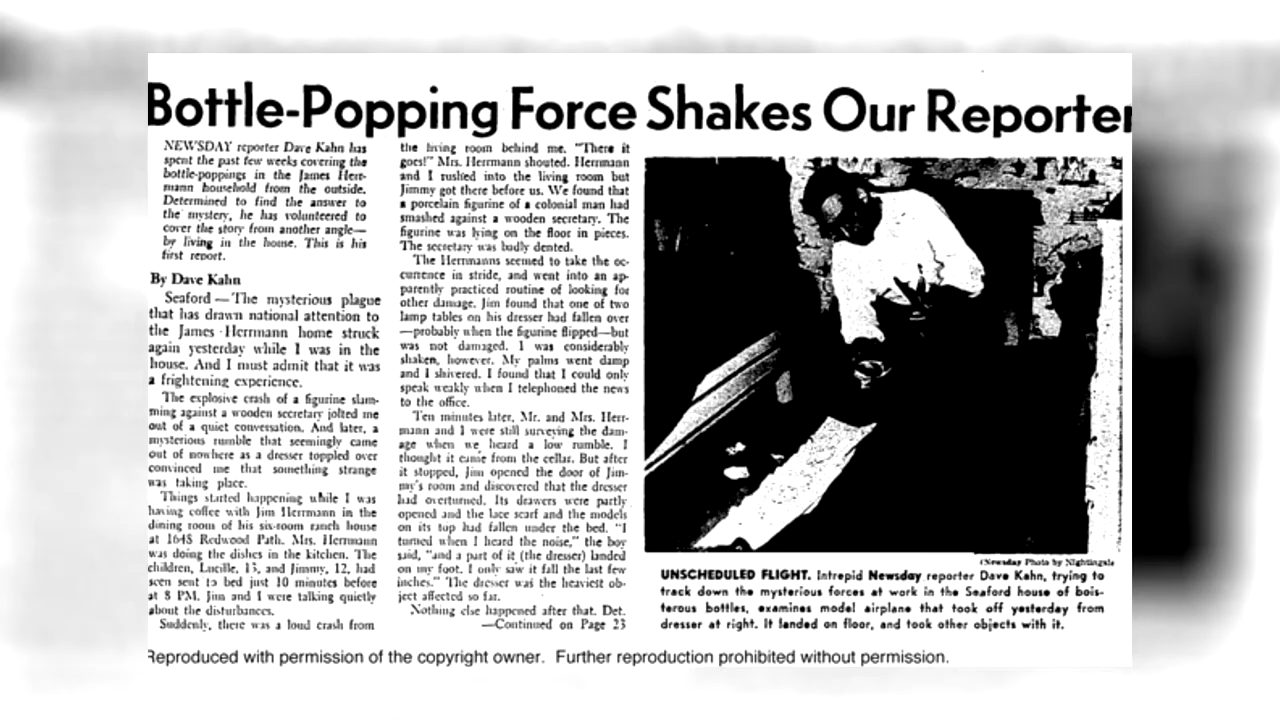 Bottle-Popping Force Shakes Our Reporter
NEWSDAY reporter Dave Kahn has
spent the past few weeks covering the
bottle-poppings in the James Herr-
mann household from the outside.
Determined to find the answer to
the mystery, he has volunteered to
cover the story from another angle—
by living in the house. This is his
first report.
By Dave Kahn
Seaford — The mysterious plague
that has drawn national attention to
the James Herrmann home struck
again yesterday while I was in the
house. And I must admit that it was
a frightening experience.
The explosive crash of a figurine slam-
ming against a wooden secretary jolted me
out of a quiet conversation. And later, a
mysterious rumble that seemingly came
out of nowhere as a dresser toppled over
convinced me that something strange
was taking place.
Things started happening while I was
having coffee with Jim Herrmann in the
dining room of his six-room ranch house
at 1648 Redwood Path. Mrs. Herrmann
was doing the dishes in the kitchen. The
children, Lucille, 13, and Jimmy, 12, had
seen sent to bed just 10 minutes before
at 8 PM. Jim and I were talking quietly
about the disturbances.
Suddenly, there was a loud crash from
the living room behind me. "There it
goes!" Mrs. Herrmann shouted. Herrmann
and I rushed into the living room but
Jimmy got there before us. We found that
a porcelain figurine of a colonial man had
smashed against a wooden secretary. The
figurine was lying on the floor in pieces.
The secretary was badly dented.
The Herrmanns seemed to take the oc-
currence in stride, and went into an ap-
parently practiced routine of looking for
other damage. Jim found that one of two
lamp tables on his dresser had fallen over
—probably when the figurine flipped—but
was not damaged. I was considerably
shaken, however. My palms went damp
and I shivered. I found that I could only
speak weakly when I telephoned the news
to the office.
Ten minutes later, Mr. and Mrs. Herr-
mann and I were still surveying the dam-
age when we heard a low rumble. I
thought it came from the cellar. But after
it stopped, Jim opened the door of Jim-
my's room and discovered that the dresser
had overturned. Its drawers were partly
opened and the lace scarf and the models
on its top had fallen under the bed. "I
turned when I heard the noise," the boy
said, "and a part of it (the dresser) landed
on my foot. I only saw it fall the last few
inches." The dresser was the heaviest ob-
ject affected so far.
Nothing else happened after that. Det.
—Continued on Page 23
(Newsday Photo by Nightingale
UNSCHEDULED FLIGHT. Intrepid Newsday reporter Dave Kahn, trying to
track down the mysterious forces at work in the Seaford house of bois-
terous bottles, examines model airplane that took off yesterday from
dresser at right. It landed on floor, and took other objects with it.
Reproduced with permission of the copyright owner. Further reproduction prohibited without permission.